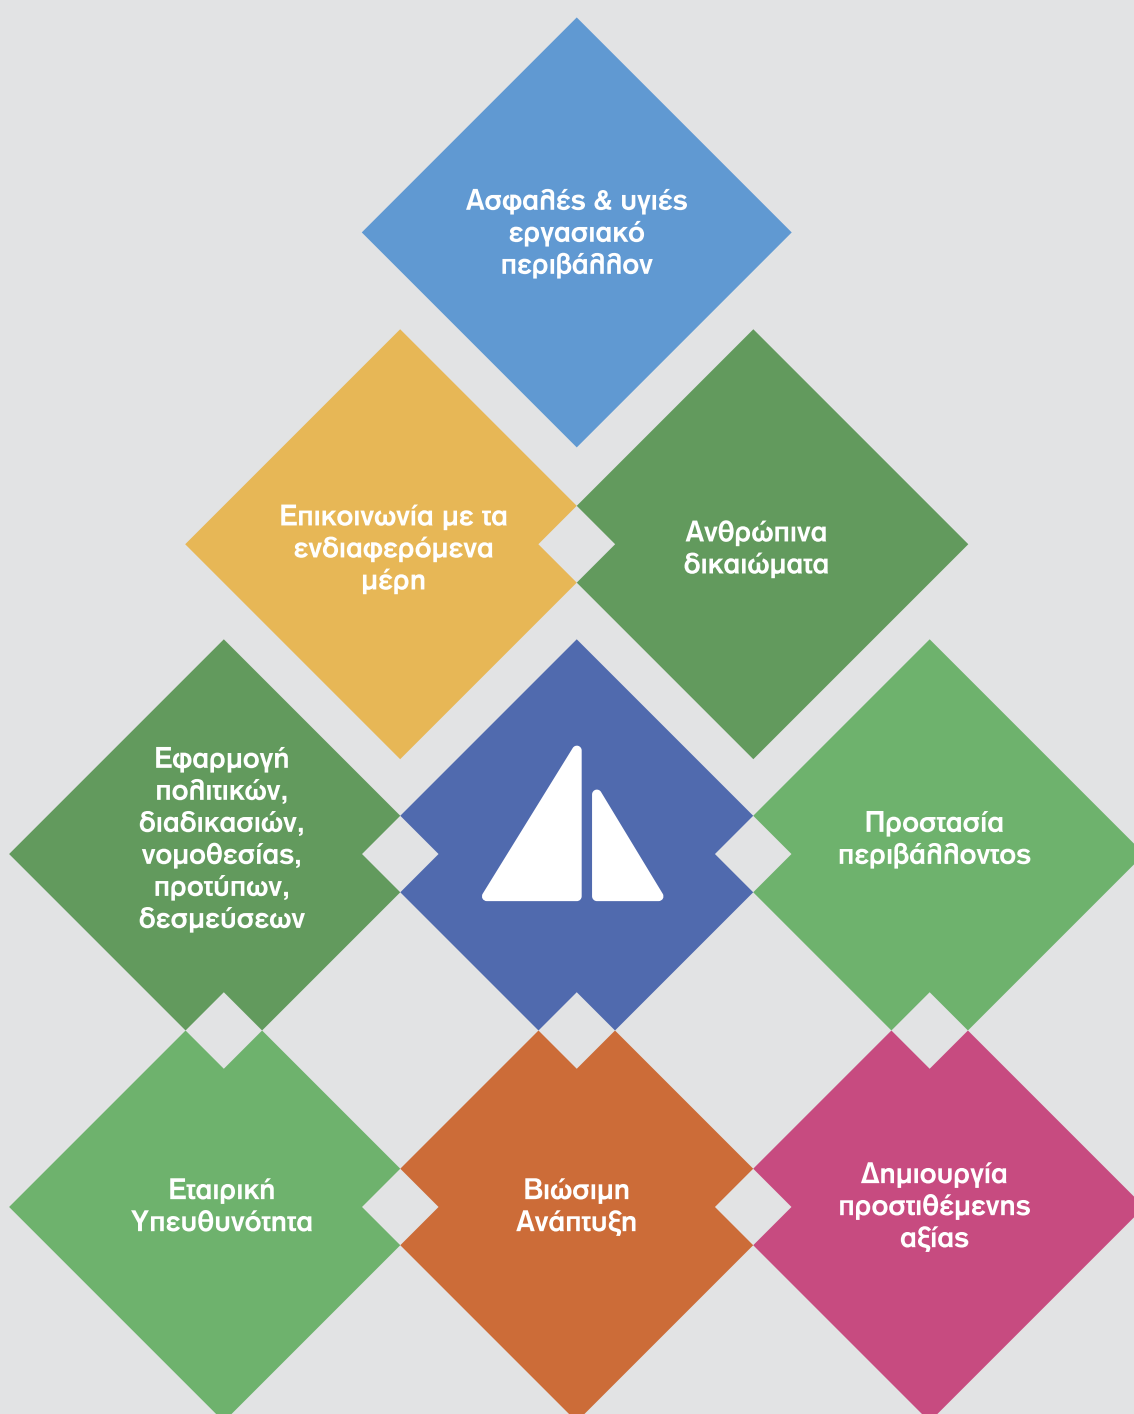 Ασφαλές & υγιές
εργασιακό
περιβάλλον
Επικοινωνία με τα
ενδιαφερόμενα
μέρη
Ανθρώπινα
δικαιώματα
Εφαρμογή
πολιτικών,
διαδικασιών,
νομοθεσίας,
προτύπων,
δεσμεύσεων
Προστασία
περιβάλλοντος
Εταιρική
Υπευθυνότητα
Βιώσιμη
Ανάπτυξη
Δημιουργία
προστιθέμενης
αξίας